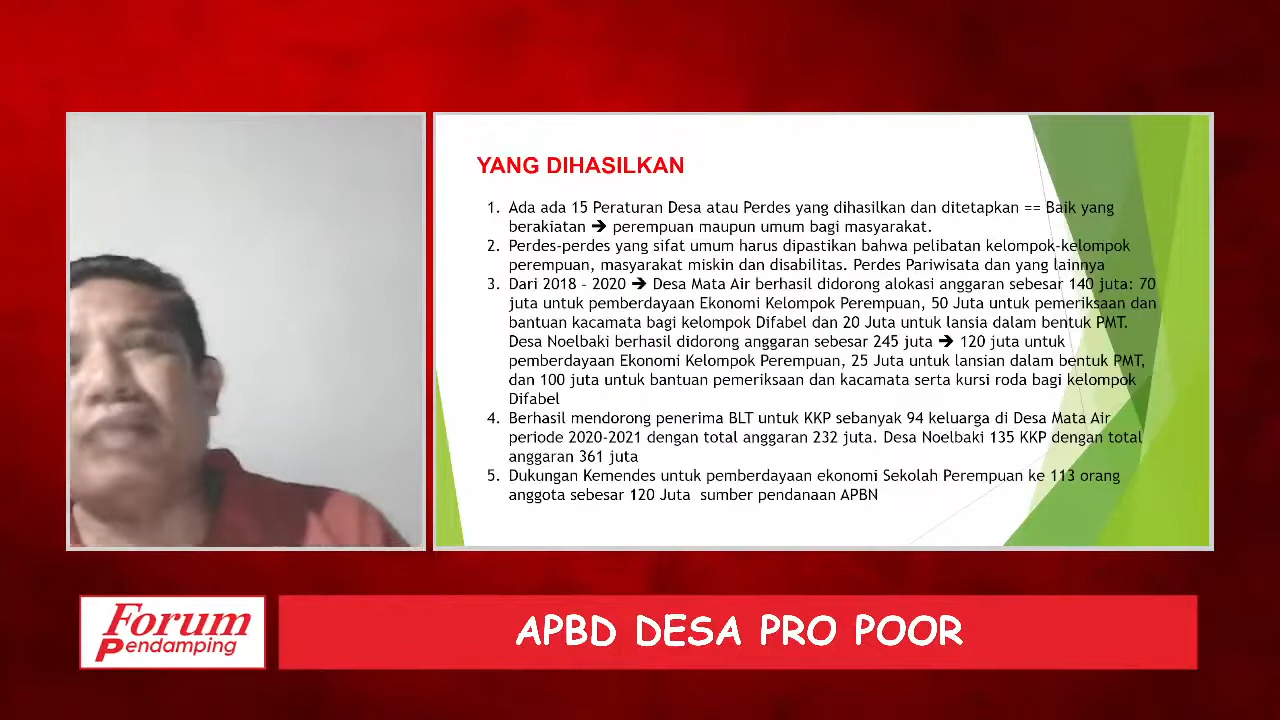 YANG DIHASILKAN
1. Ada ada 15 Peraturan Desa atau Perdes yang dihasilkan dan ditetapkan == Baik yang
berakiatan ➔ perempuan maupun umum bagi masyarakat.
2. Perdes-perdes yang sifat umum harus dipastikan bahwa pelibatan kelompok-kelompok
perempuan, masyarakat miskin dan disabilitas. Perdes Pariwisata dan yang lainnya
3. Dari 2018 - 2020 ➔ Desa Mata Air berhasil didorong alokasi anggaran sebesar 140 juta: 70
juta untuk pemberdayaan Ekonomi Kelompok Perempuan, 50 Juta untuk pemeriksaan dan
bantuan kacamata bagi kelompok Difabel dan 20 Juta untuk lansia dalam bentuk PMT.
Desa Noelbaki berhasil didorong anggaran sebesar 245 juta ➔ 120 juta untuk
pemberdayaan Ekonomi Kelompok Perempuan, 25 Juta untuk lansian dalam bentuk PMT,
dan 100 juta untuk bantuan pemeriksaan dan kacamata serta kursi roda bagi kelompok
Difabel
4. Berhasil mendorong penerima BLT untuk KKP sebanyak 94 keluarga di Desa Mata Air
periode 2020-2021 dengan total anggaran 232 juta. Desa Noelbaki 135 KKP dengan total
anggaran 361 juta
5. Dukungan Kemendes untuk pemberdayaan ekonomi Sekolah Perempuan ke 113 orang
anggota sebesar 120 Juta sumber pendanaan APBN
Forum
Pendamping
APBD DESA PRO POOR